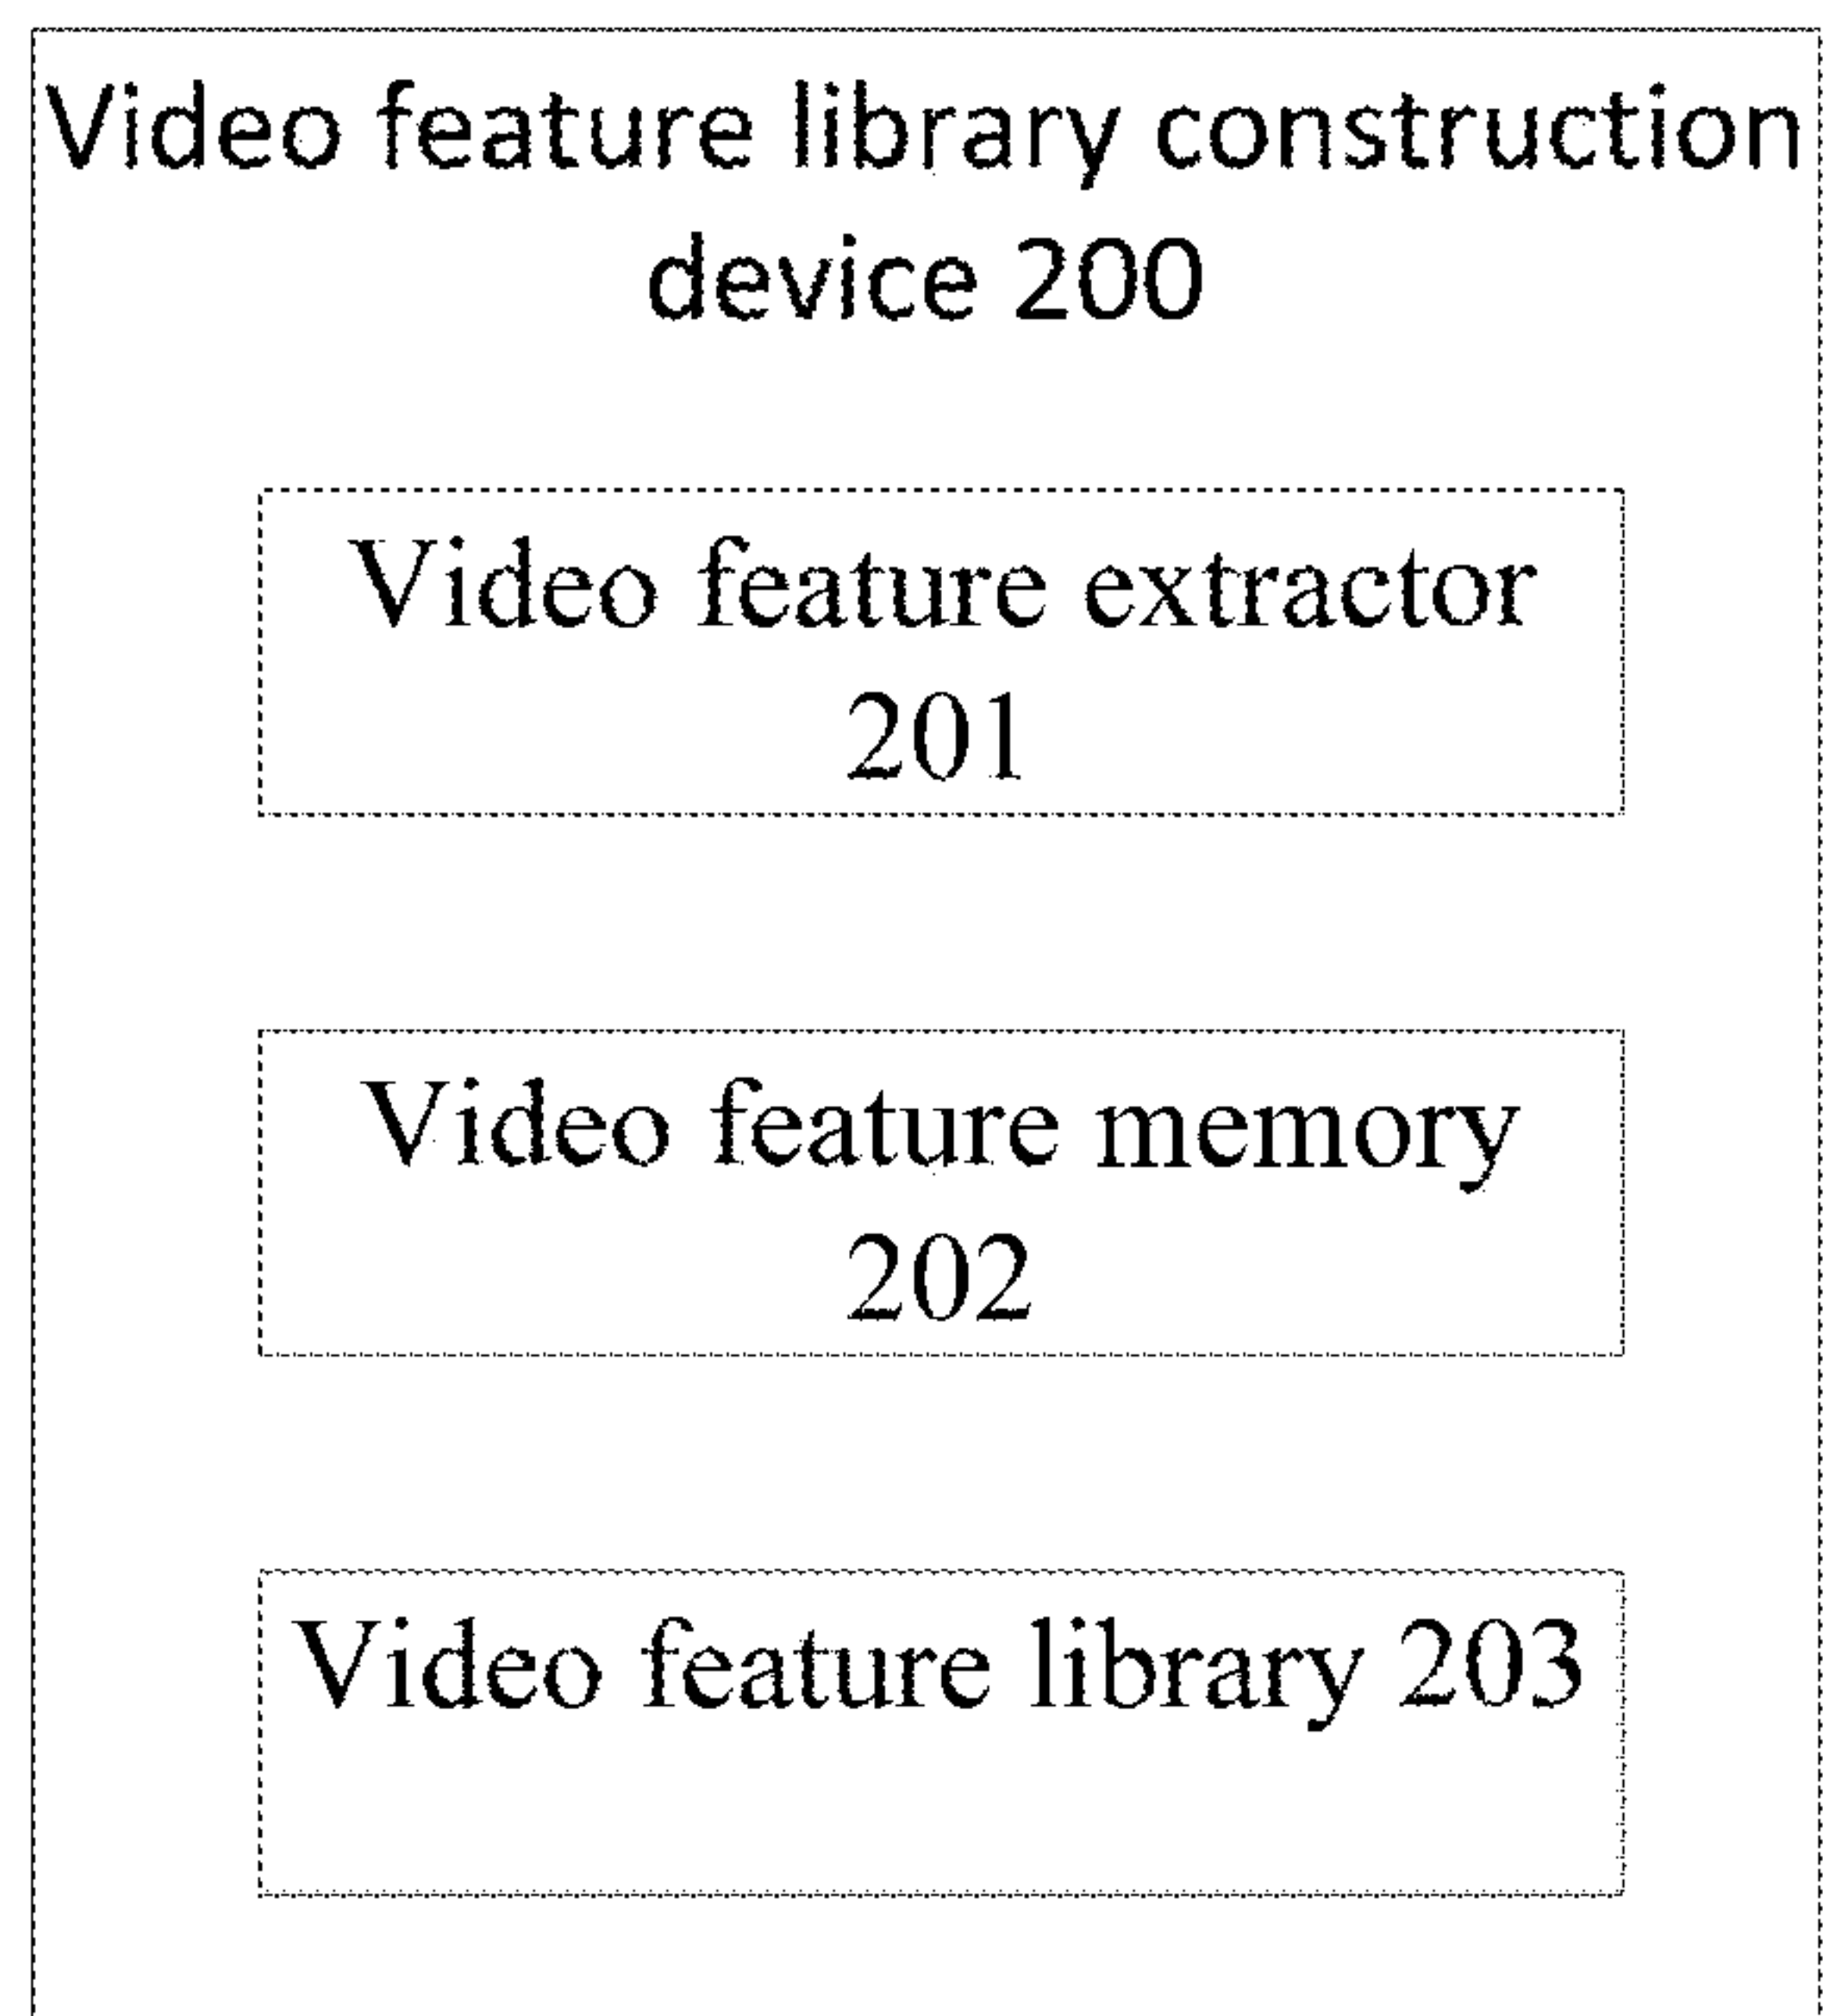 Video feature library construction
device 200
Video feature extractor
201
Video feature memory
202
Video feature library 203